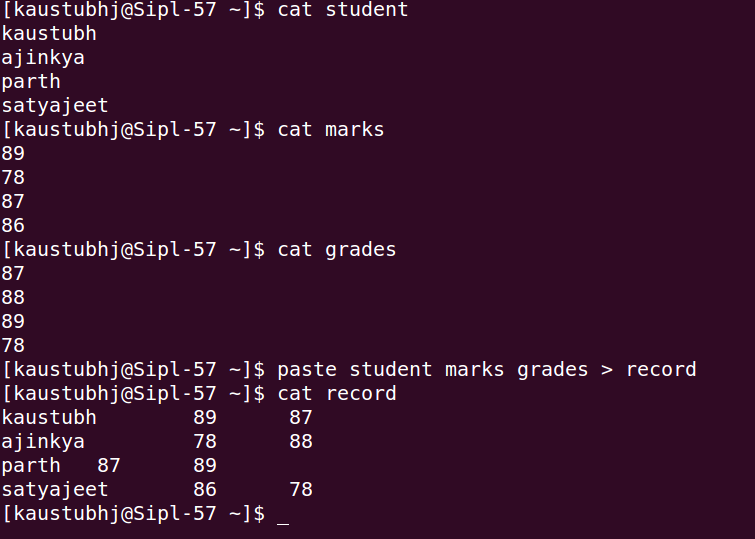 [kaustubhj@Sipl-57 ~]$ cat student
kaustubh
ajinkya
parth
satyajeet
[kaustubhj@Sipl-57 ~]$ cat marks
89
78
87
86
[kaustubhj@Sipl-57 ~]$ cat grades
87
88
89
78
[kaustubhj@Sipl-57 ~]$ paste student marks grades > record
[kaustubhj@Sipl-57 ~]$ cat record
kaustubh        89      87
ajinkya         78      88
parth   87      89
satyajeet       86      78
[kaustubhj@Sipl-57 ~]$ _